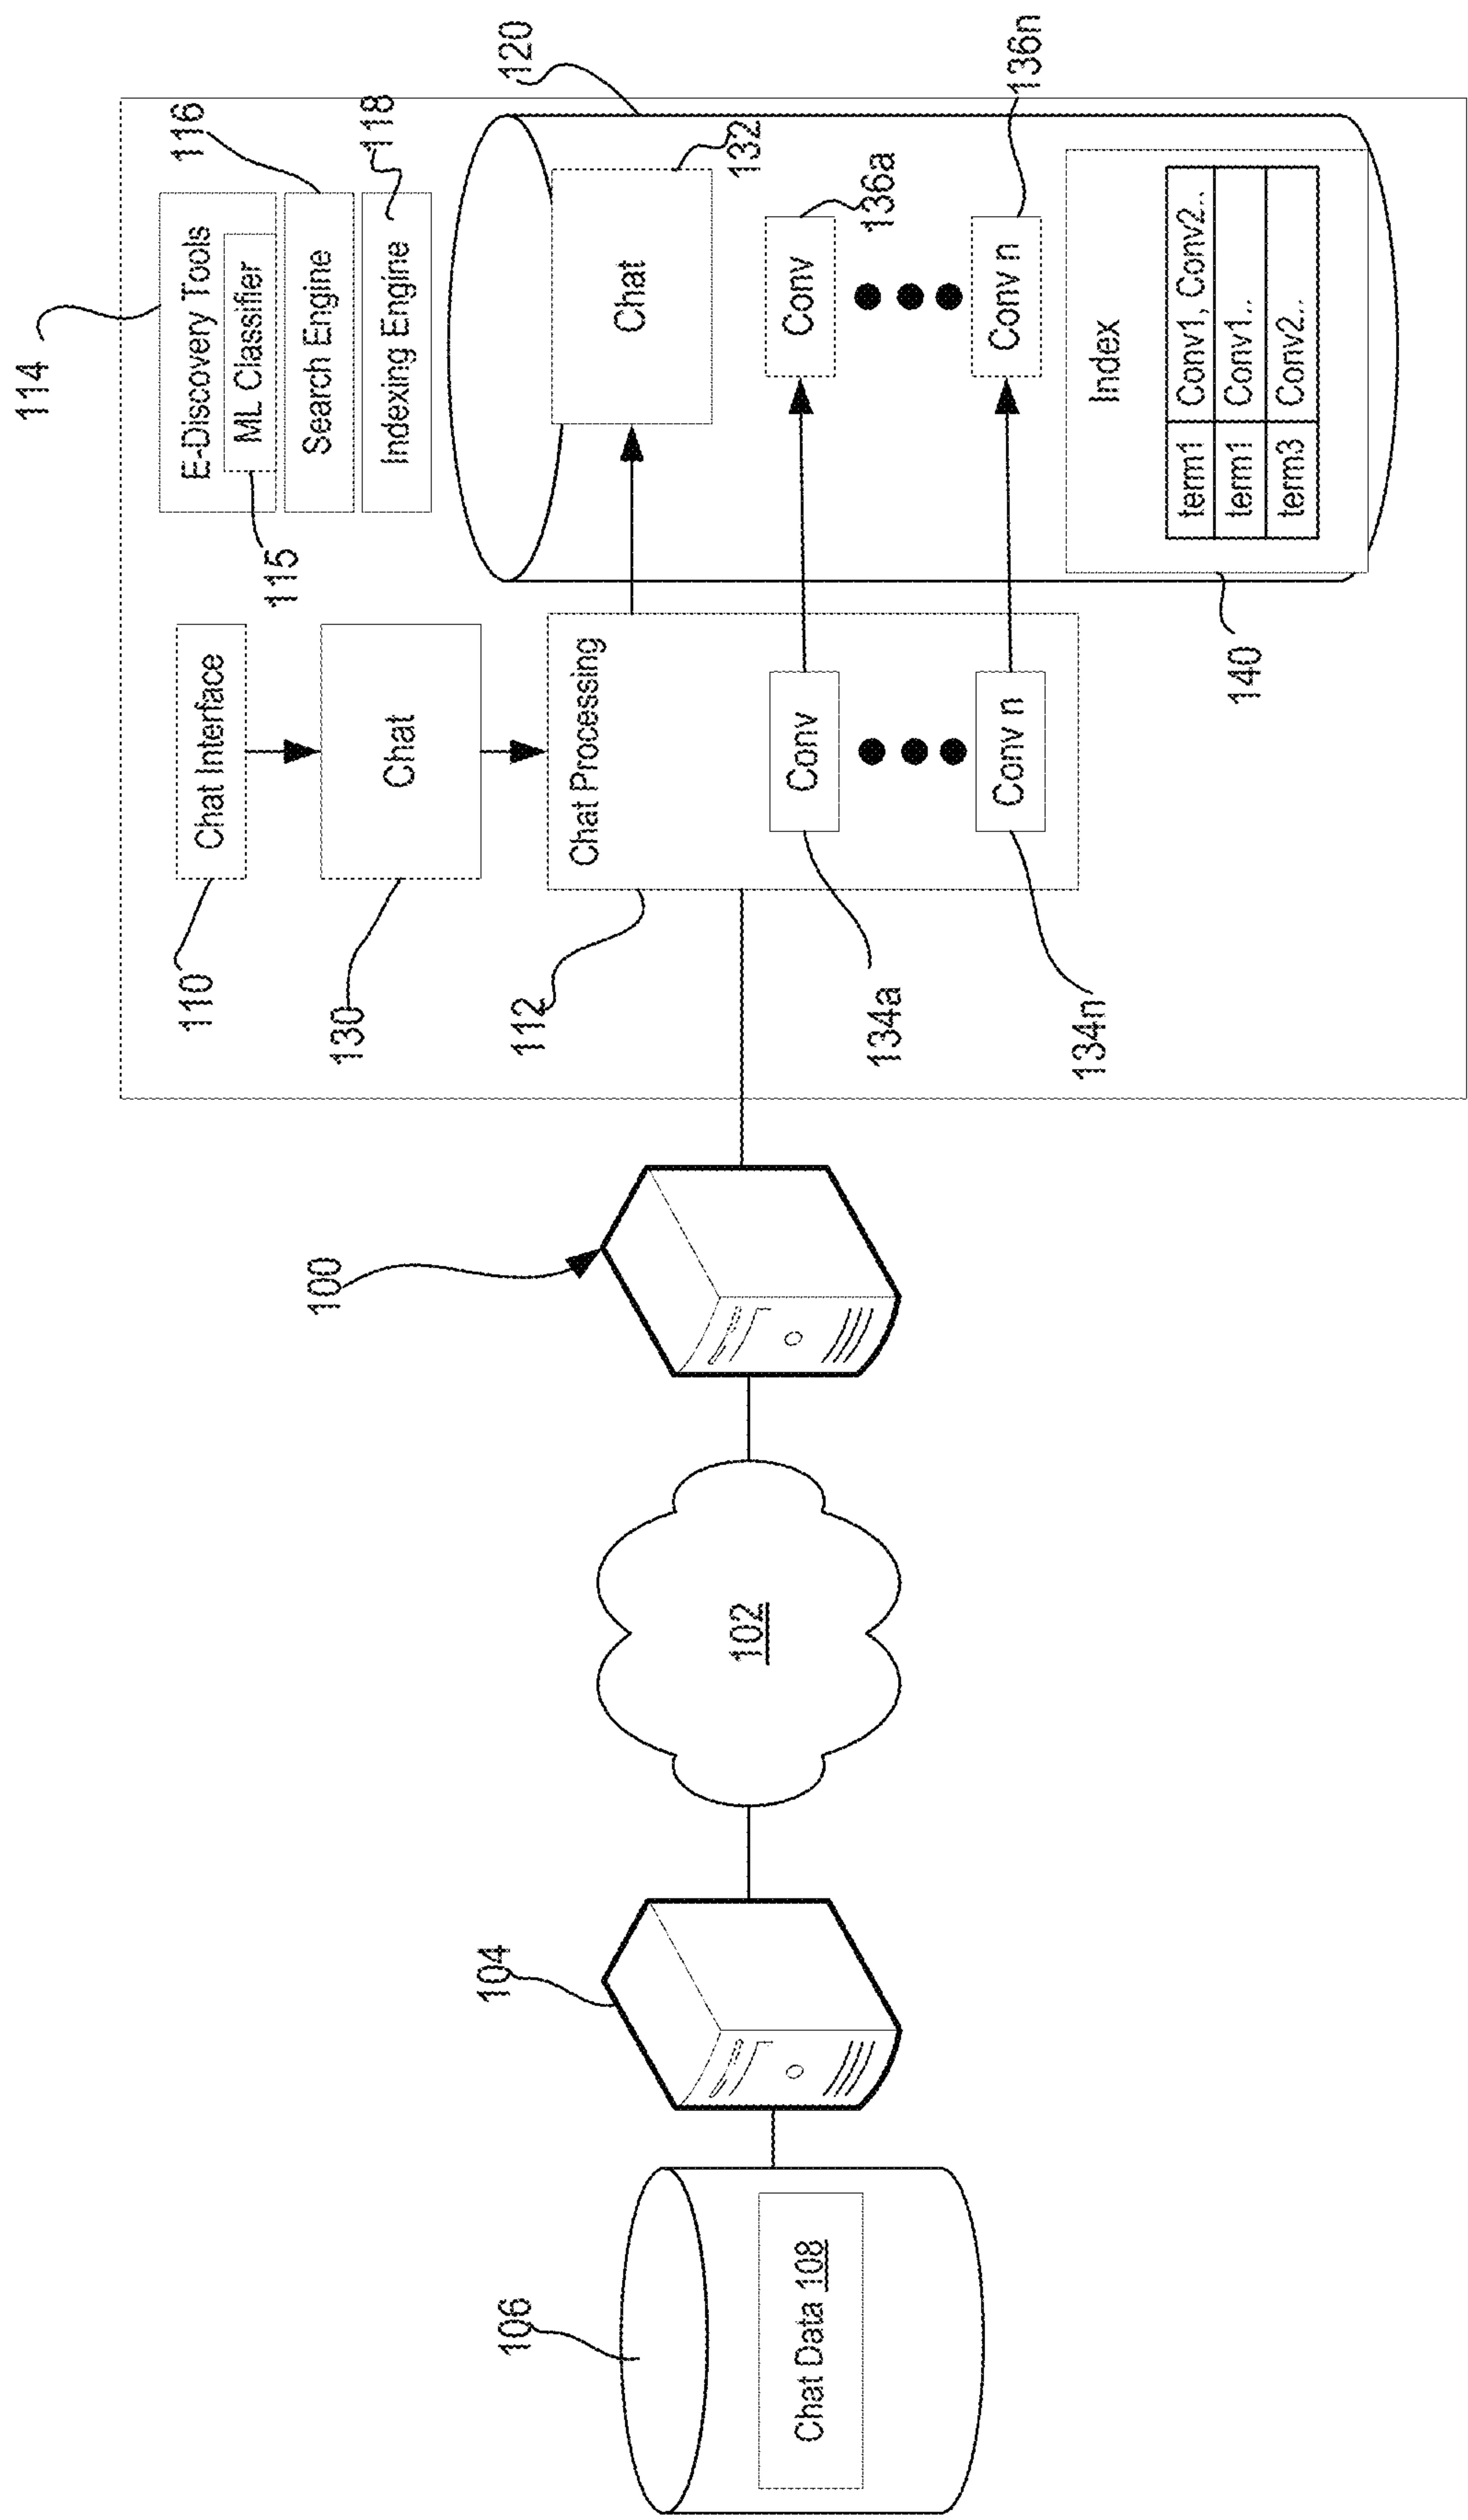 114
E-Discovery Tools
ML Classifier
115
116
Search Engine
118
Indexing Engine
120
110
Chat Interface
130
Chat
112
Chat Processing
Chat
132
134a
Conv
Conv
136a
134n
Conv n
Conv n
136n
Index
term1 Conv1, Conv2..
term1 Conv1..
term3 Conv2..
140
100
102
104
106
Chat Data 108